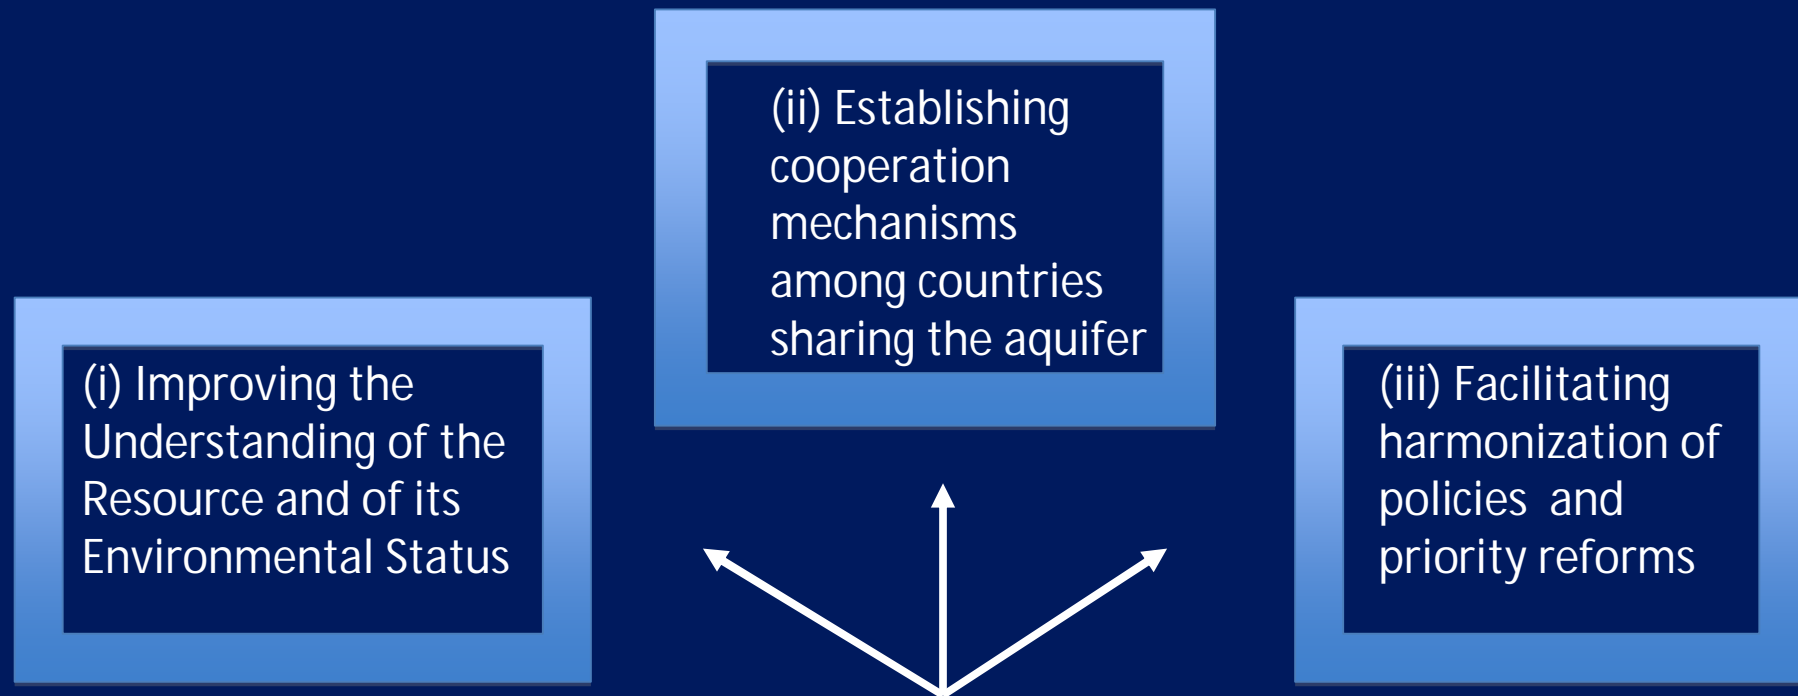 (i) Improving the
Understanding of the
Resource and of its
Environmental Status
(ii) Establishing
cooperation
mechanisms
among countries
sharing the aquifer
(iii) Facilitating
harmonization of
policies and
priority reforms